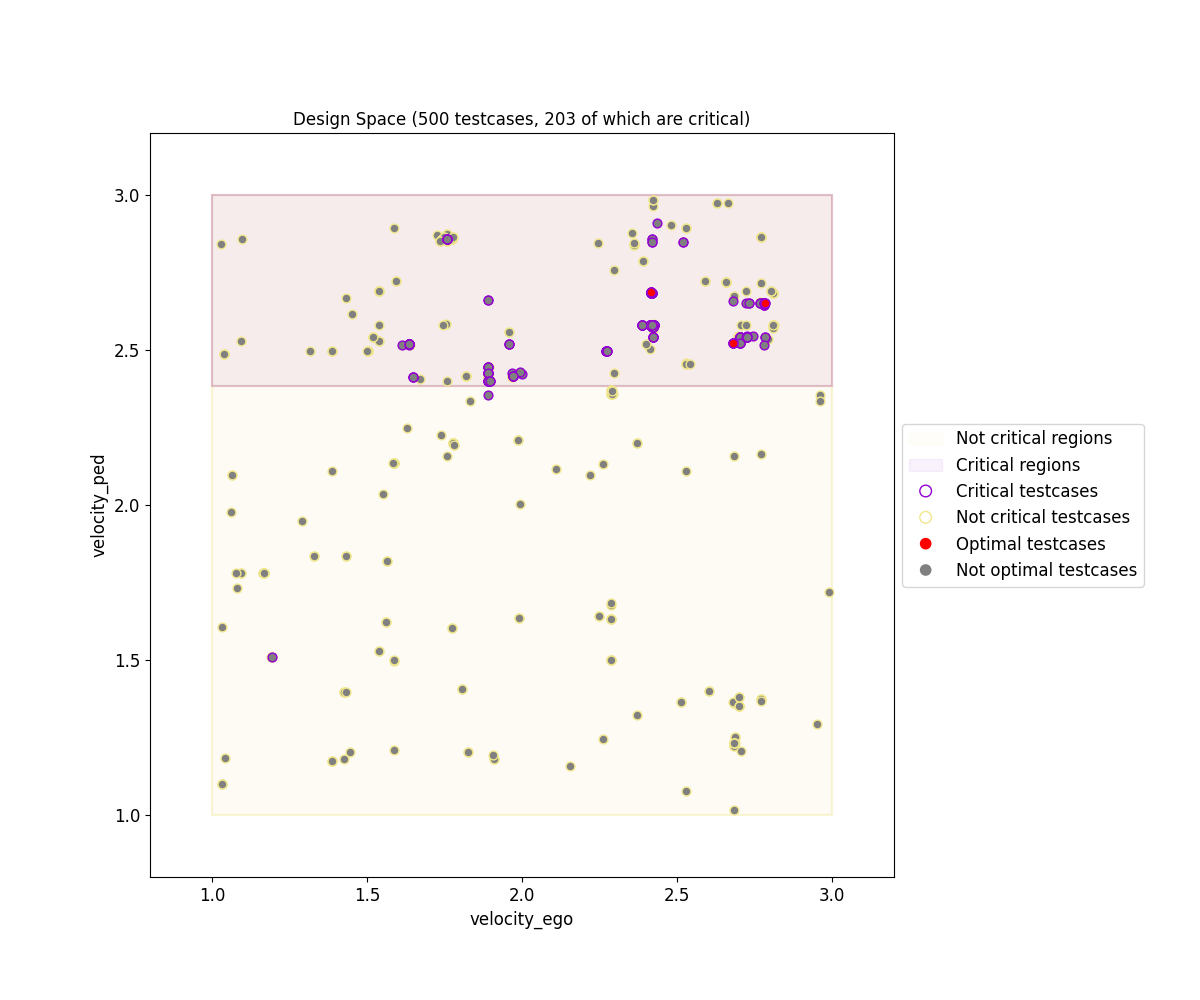 Design Space (500 testcases, 203 of which are critical)
3.0
2.5
2.0
1.5
1.0
velocity_ped
1.0 1.5 2.0 2.5 3.0
velocity_ego
Not critical regions
Critical regions
Critical testcases
Not critical testcases
Optimal testcases
Not optimal testcases